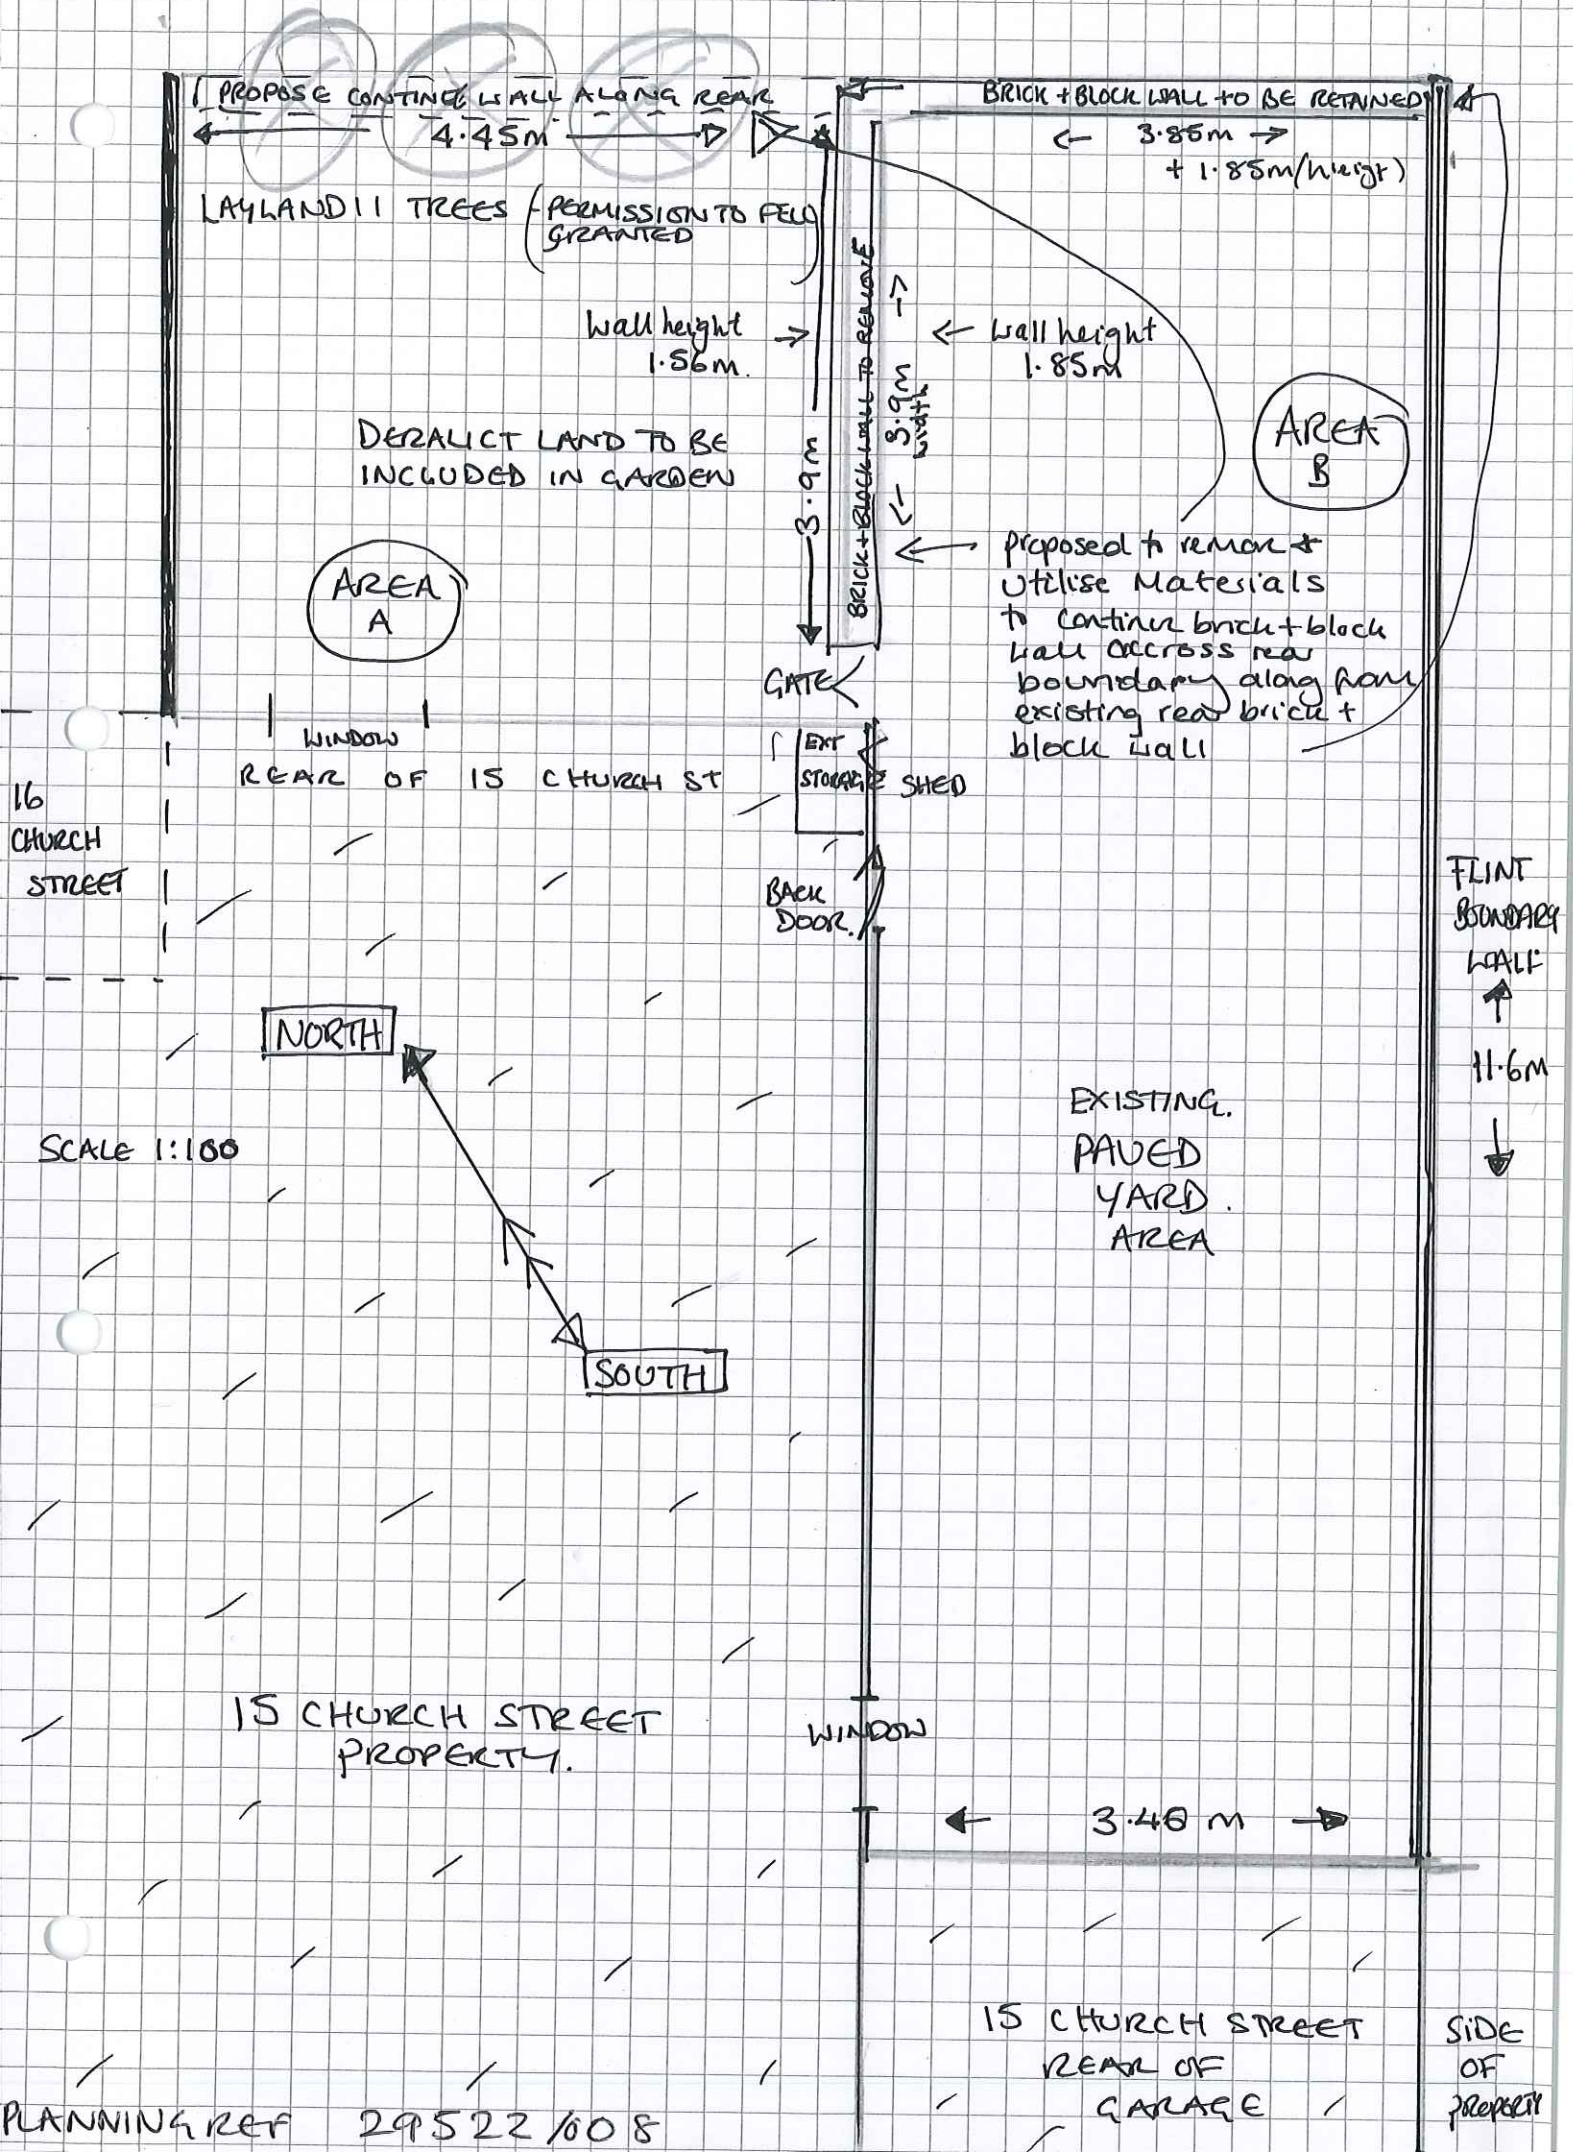 PROPOSE CONTINUE WALL ALONG REAR
4.45m
BRICK + BLOCK WALL TO BE RETAINED
3.85m
+ 1.85m (height)
LAYLANDII TREES (PERMISSION TO FELL
GRANTED)
Wall height
1.56m.
BRICK + BLOCK WALL TO REMOVE
3.9m
3.9m
width
Wall height
1.85m
DERALICT LAND TO BE
INCLUDED IN GARDEN
AREA
A
AREA
B
proposed to remove &
utilise Materials
to continue brick + block
wall accross rear
boundary along from
existing rear brick +
block wall
GATE
WINDOW
REAR OF 15 CHURCH ST
EXT
STORAGE SHED
16
CHURCH
STREET
BACK
DOOR.
FLINT
BOUNDARY
WALL
11.6M
NORTH
SOUTH
SCALE 1:100
EXISTING.
PAVED
YARD.
AREA
15 CHURCH STREET
PROPERTY.
WINDOW
3.40 m
15 CHURCH STREET
REAR OF
GARAGE
SIDE
OF
PROPERTY
PLANNING REF 29522/008